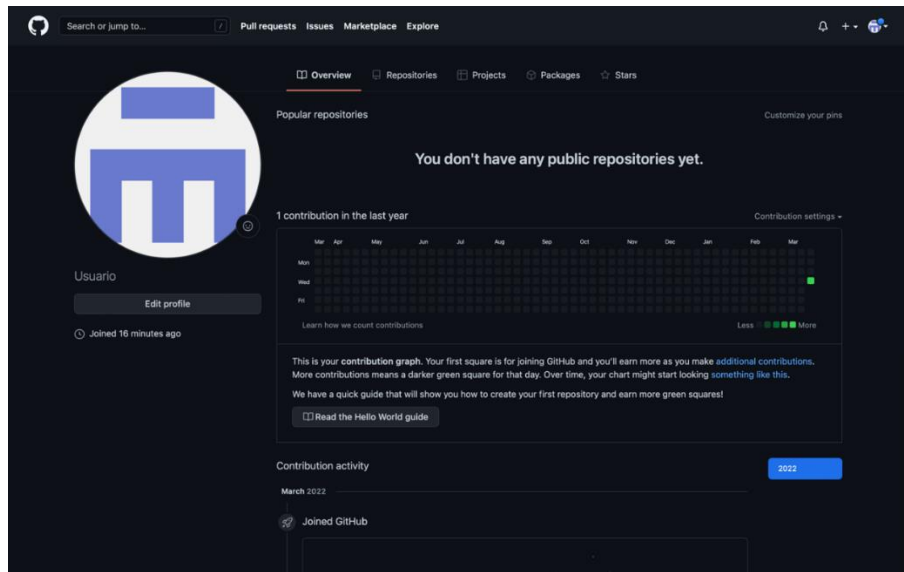 Search or jump to... /
Pull requests Issues Marketplace Explore
Overview Repositories Projects Packages Stars
Popular repositories
Customize your pins
You don't have any public repositories yet.
1 contribution in the last year
Contribution settings
Mar Apr May Jun Jul Aug Sep Oct Nov Dec Jan Feb Mar
Mon
Wed
Fri
Learn how we count contributions
Less More
Usuario
Edit profile
Joined 16 minutes ago
This is your contribution graph. Your first square is for joining GitHub and you'll earn more as you make additional contributions.
More contributions means a darker green square for that day. Over time, your chart might start looking something like this.
We have a quick guide that will show you how to create your first repository and earn more green squares!
Read the Hello World guide
Contribution activity
2022
March 2022
Joined GitHub